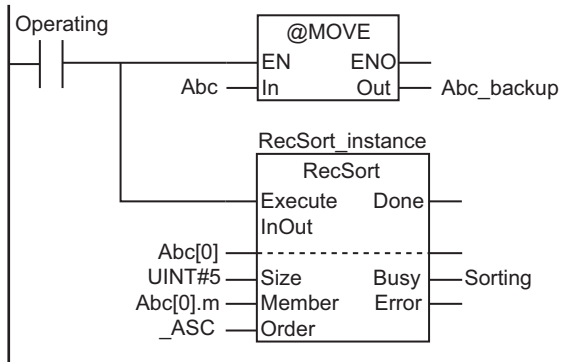 Operating
@MOVE
EN ENO
Abc In Out Abc_backup
RecSort_instance
RecSort
Execute Done
InOut
Abc[0]
UINT#5 Size Busy Sorting
Abc[0].m Member Error
_ASC Order